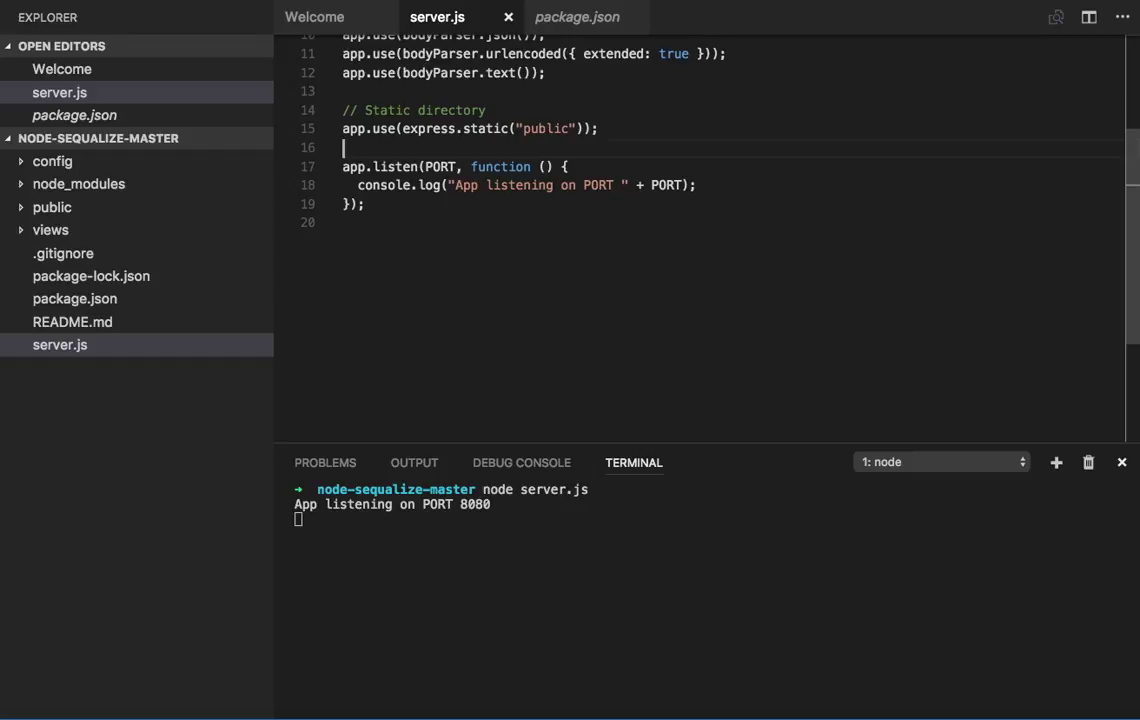 EXPLORER
OPEN EDITORS
Welcome
server.js
package.json
NODE-SEQUALIZE-MASTER
config
node_modules
public
views
.gitignore
package-lock.json
package.json
README.md
server.js
Welcome
server.js
package.json
10 app.use(bodyParser.json());
11 app.use(bodyParser.urlencoded({ extended: true }));
12 app.use(bodyParser.text());
13
14 // Static directory
15 app.use(express.static("public"));
16
17 app.listen(PORT, function () {
18 console.log("App listening on PORT " + PORT);
19 });
20
PROBLEMS OUTPUT DEBUG CONSOLE TERMINAL 1: node
➜ node-sequalize-master node server.js
App listening on PORT 8080